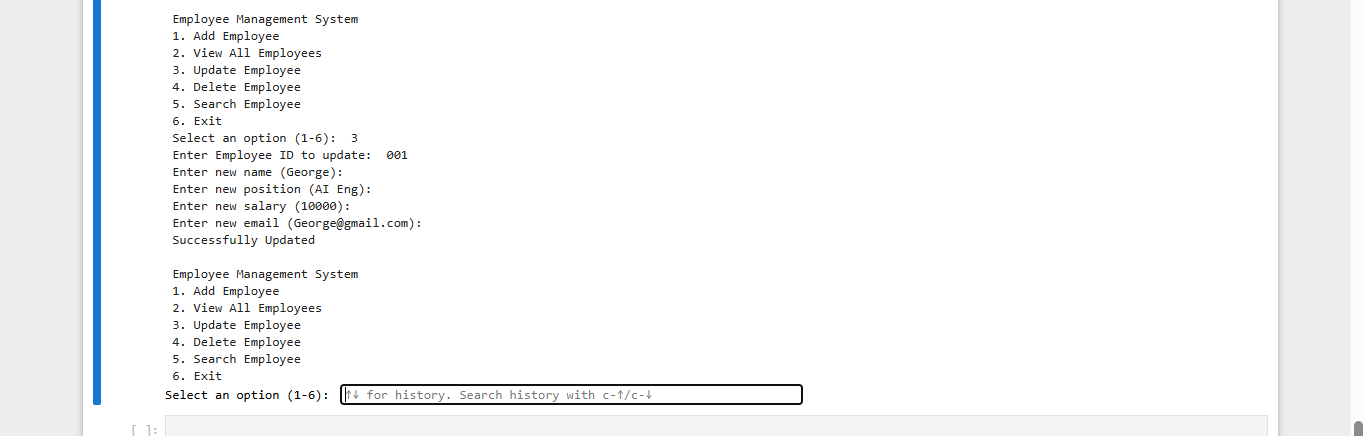 Employee Management System
1. Add Employee
2. View All Employees
3. Update Employee
4. Delete Employee
5. Search Employee
6. Exit
Select an option (1-6):  3
Enter Employee ID to update:  001
Enter new name (George):
Enter new position (AI Eng):
Enter new salary (10000):
Enter new email (George@gmail.com):
Successfully Updated
Employee Management System
1. Add Employee
2. View All Employees
3. Update Employee
4. Delete Employee
5. Search Employee
6. Exit
Select an option (1-6): ↑↓ for history. Search history with c-↑/c-↓
[ ]: